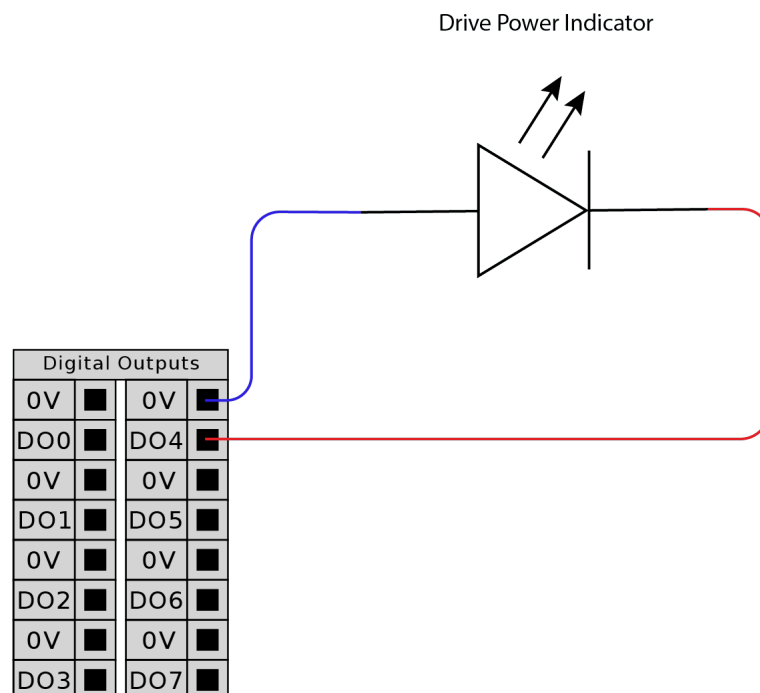 Drive Power Indicator
Digital Outputs
0V 0V
DO0 DO4
0V 0V
DO1 DO5
0V 0V
DO2 DO6
0V 0V
DO3 DO7